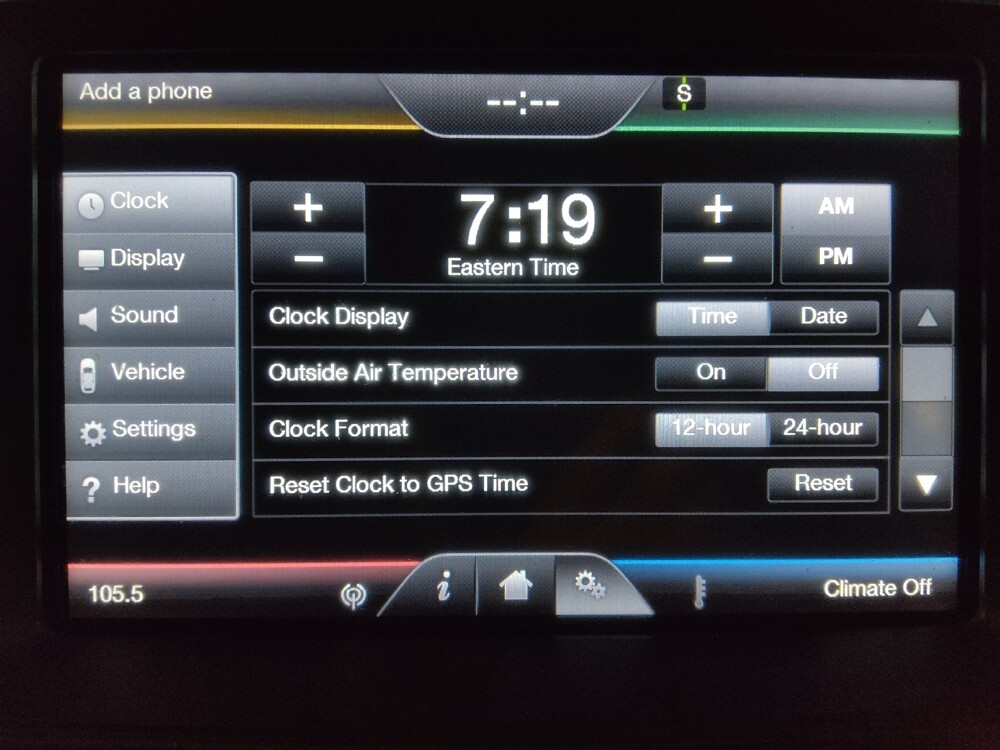 Add a phone
--:--
S
Clock
Display
Sound
Vehicle
Settings
? Help
+ 7:19 + AM
- Eastern Time - PM
Clock Display Time Date
Outside Air Temperature On Off
Clock Format 12-hour 24-hour
Reset Clock to GPS Time Reset
105.5
i
Climate Off